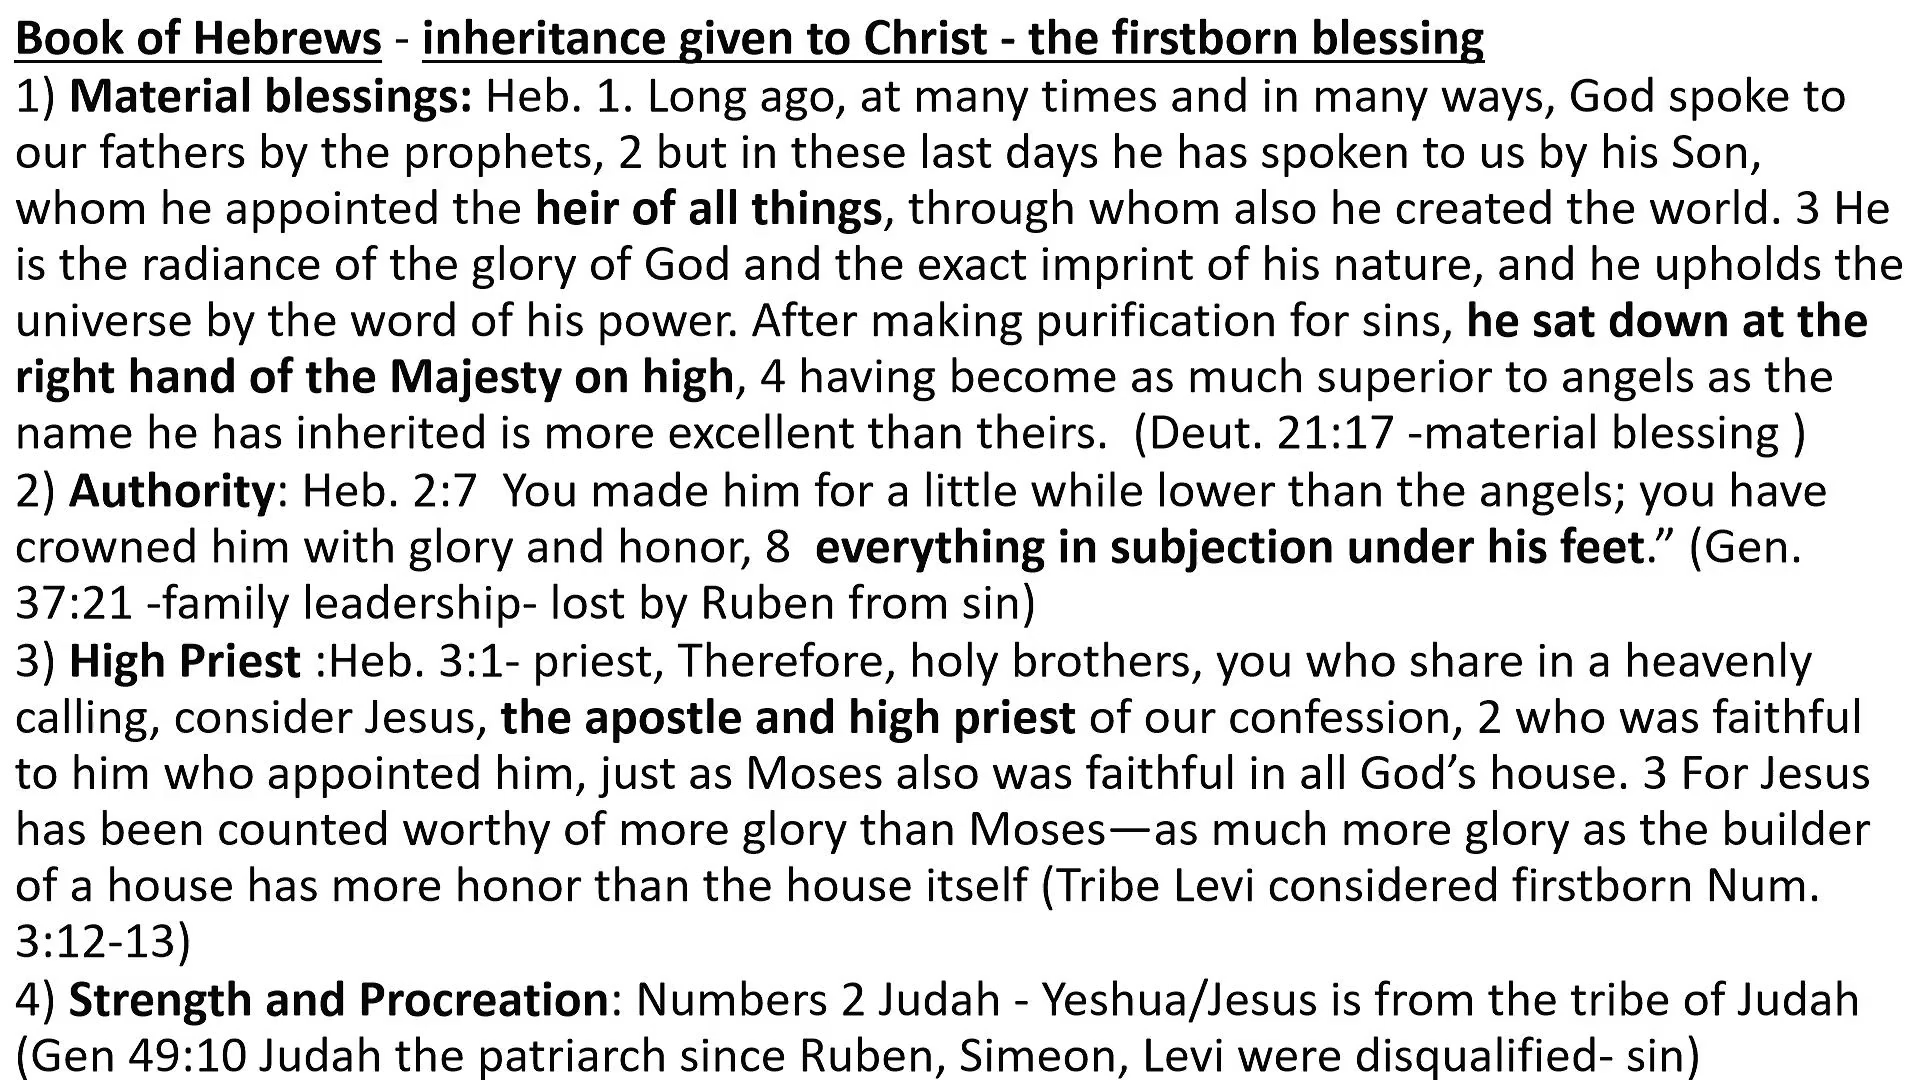 Book of Hebrews - inheritance given to Christ - the firstborn blessing
1) Material blessings: Heb. 1. Long ago, at many times and in many ways, God spoke to
our fathers by the prophets, 2 but in these last days he has spoken to us by his Son,
whom he appointed the heir of all things, through whom also he created the world. 3 He
is the radiance of the glory of God and the exact imprint of his nature, and he upholds the
universe by the word of his power. After making purification for sins, he sat down at the
right hand of the Majesty on high, 4 having become as much superior to angels as the
name he has inherited is more excellent than theirs.  (Deut. 21:17 -material blessing )
2) Authority: Heb. 2:7  You made him for a little while lower than the angels; you have
crowned him with glory and honor, 8  everything in subjection under his feet.” (Gen.
37:21 -family leadership- lost by Ruben from sin)
3) High Priest :Heb. 3:1- priest, Therefore, holy brothers, you who share in a heavenly
calling, consider Jesus, the apostle and high priest of our confession, 2 who was faithful
to him who appointed him, just as Moses also was faithful in all God’s house. 3 For Jesus
has been counted worthy of more glory than Moses—as much more glory as the builder
of a house has more honor than the house itself (Tribe Levi considered firstborn Num.
3:12-13)
4) Strength and Procreation: Numbers 2 Judah - Yeshua/Jesus is from the tribe of Judah
(Gen 49:10 Judah the patriarch since Ruben, Simeon, Levi were disqualified- sin)